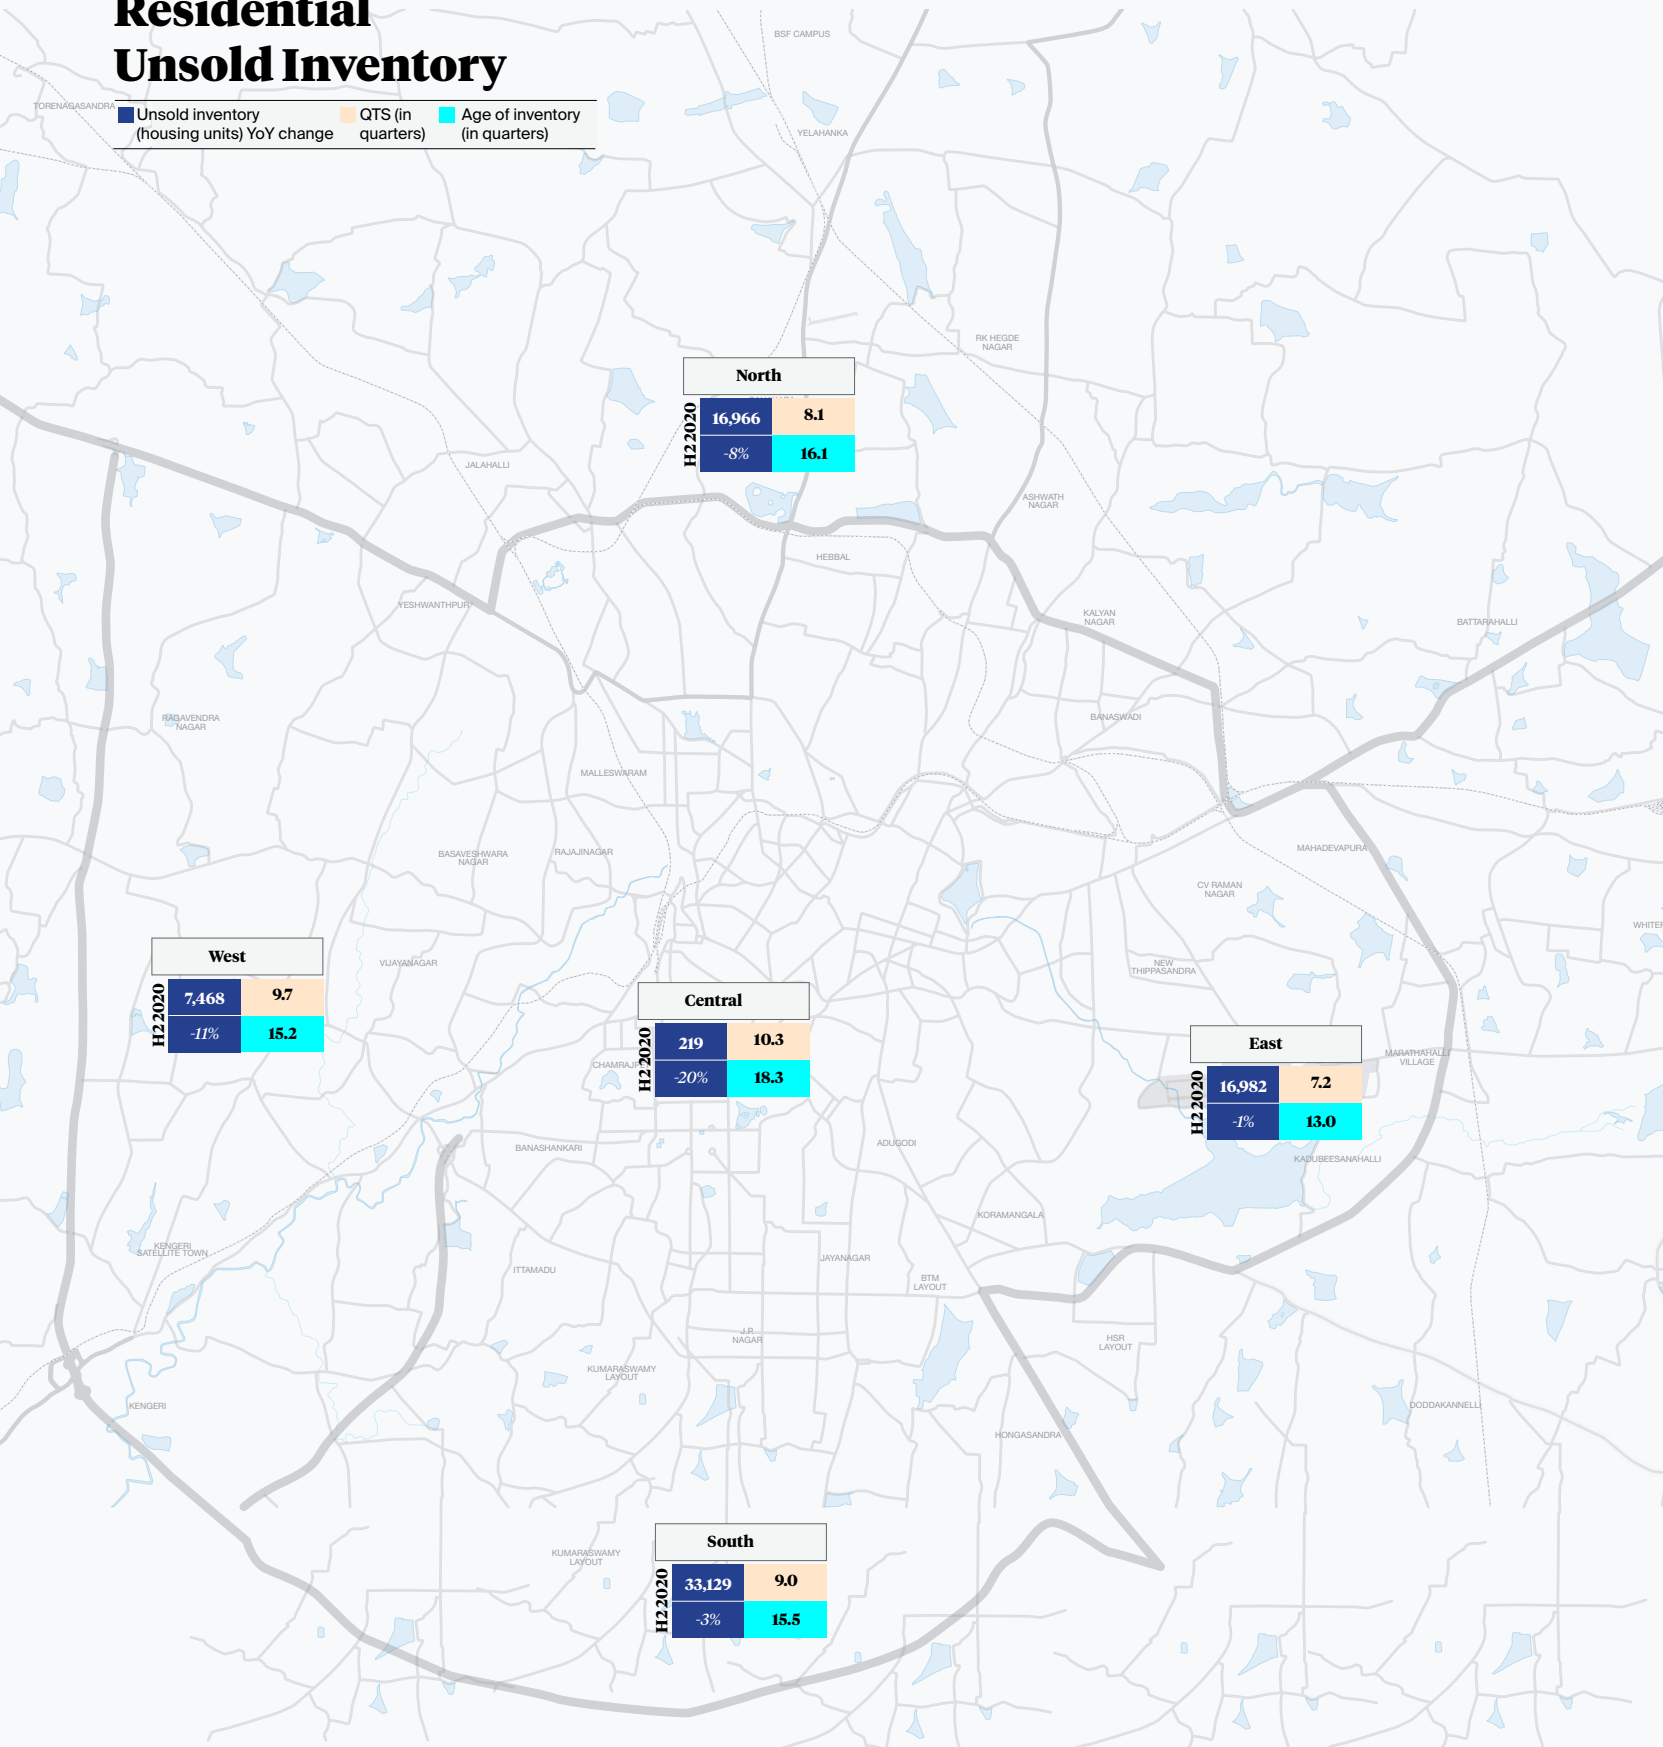 Residential
Unsold Inventory
Unsold inventory
(housing units) YoY change
QTS (in
quarters)
Age of inventory
(in quarters)
BSF CAMPUS
TORENAGASANDRA
YELAHANKA
RK HEGDE
NAGAR
North
H2 2020
16,966
8.1
-8%
16.1
JALAHALLI
ASHWATH
NAGAR
HEBBAL
YESHWANTHPUR
KALYAN
NAGAR
BATTARAHALLI
RAGAVENDRA
NAGAR
BANASWADI
MALLESWARAM
BASAVESHWARA
NAGAR
RAJAJINAGAR
MAHADEVAPURA
CV RAMAN
NAGAR
WHITEF
West
H2 2020
7,468
9.7
-11%
15.2
VIJAYANAGAR
NEW
THIPPASANDRA
Central
H2 2020
219
10.3
-20%
18.3
CHAMRAJP
East
H2 2020
16,982
7.2
-1%
13.0
MARATHAHALLI
VILLAGE
BANASHANKARI
ADUGODI
KADUBEESANAHALLI
KORAMANGALA
KENGERI
SATELLITE TOWN
ITTAMADU
JAYANAGAR
BTM
LAYOUT
J.P.
NAGAR
HSR
LAYOUT
KUMARASWAMY
LAYOUT
KENGERI
DODDAKANNELLI
HONGASANDRA
South
H2 2020
33,129
9.0
-3%
15.5
KUMARASWAMY
LAYOUT